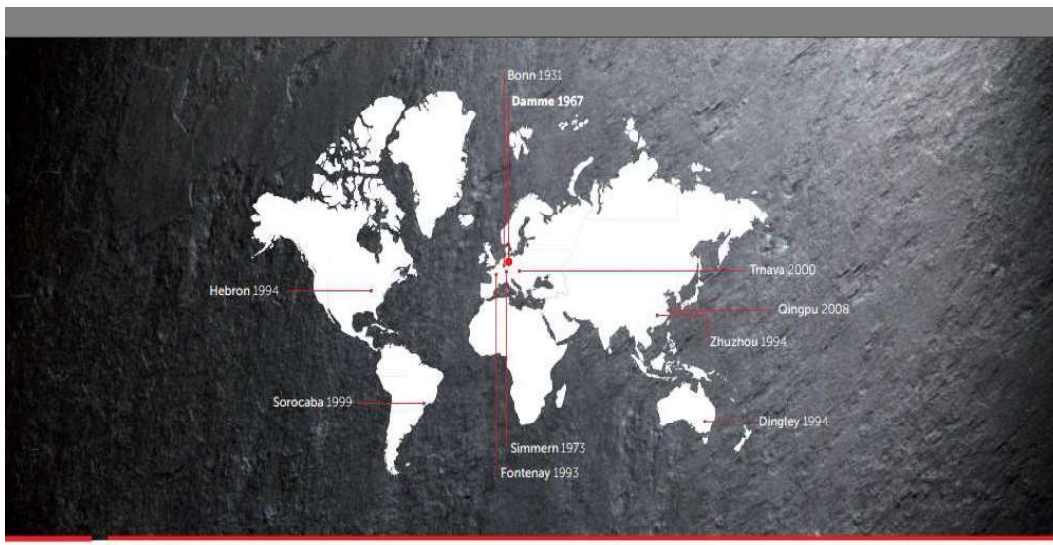 Bonn 1931
Damme 1967
Trnava 2000
Hebron 1994
Qingpu 2008
Zhuzhou 1994
Sorocaba 1999
Dingley 1994
Simmern 1973
Fontenay 1993